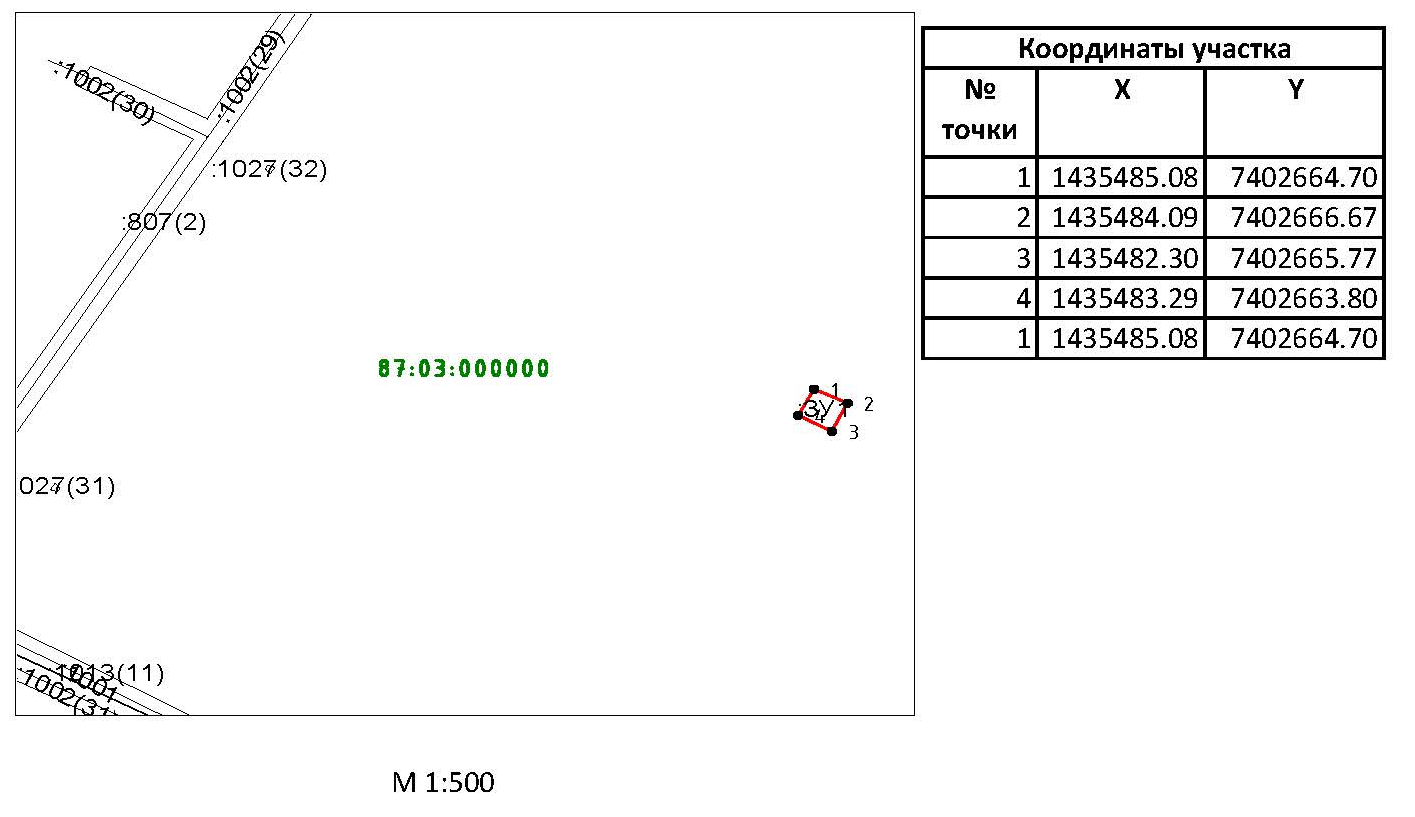 :1002(29)
:1002(30)
:1027(32)
:807(2)
87:03:000000
1
:ЗУ1
2
4
3
027(31)
:1013(11)
:1002(31
М 1:500
Координаты участка
№ точки X Y
1 1435485.08 7402664.70
2 1435484.09 7402666.67
3 1435482.30 7402665.77
4 1435483.29 7402663.80
1 1435485.08 7402664.70